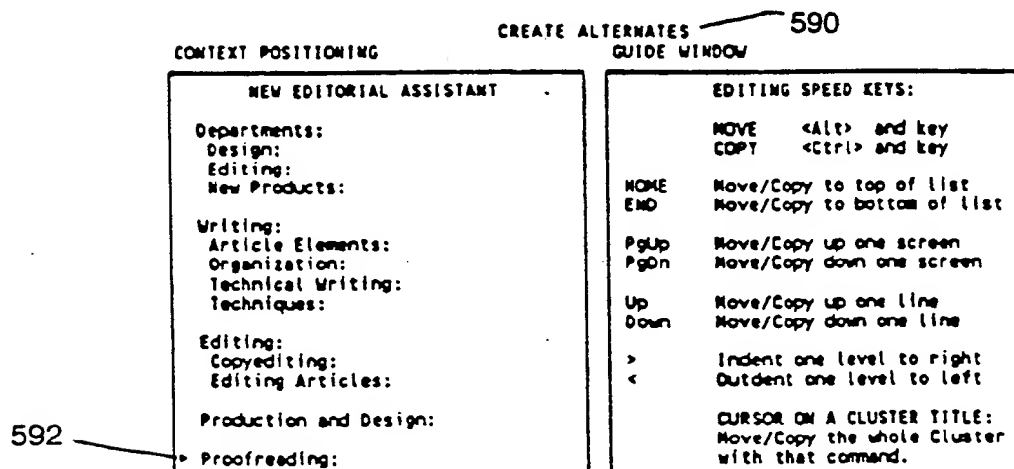 CREATE ALTERNATES 590
CONTEXT POSITIONING
NEW EDITORIAL ASSISTANT
Departments:
Design:
Editing:
New Products:
Writing:
Article Elements:
Organization:
Technical Writing:
Techniques:
Editing:
Copyediting:
Editing Articles:
Production and Design:
592
> Proofreading:
GUIDE WINDOW
EDITING SPEED KEYS:
MOVE <Alt> and key
COPY <Ctrl> and key
HOME Move/Copy to top of list
END Move/Copy to bottom of list
PgUp Move/Copy up one screen
PgDn Move/Copy down one screen
Up Move/Copy up one line
Down Move/Copy down one line
> Indent one level to right
< Outdent one level to left
CURSOR ON A CLUSTER TITLE:
Move/Copy the whole Cluster
with that command.